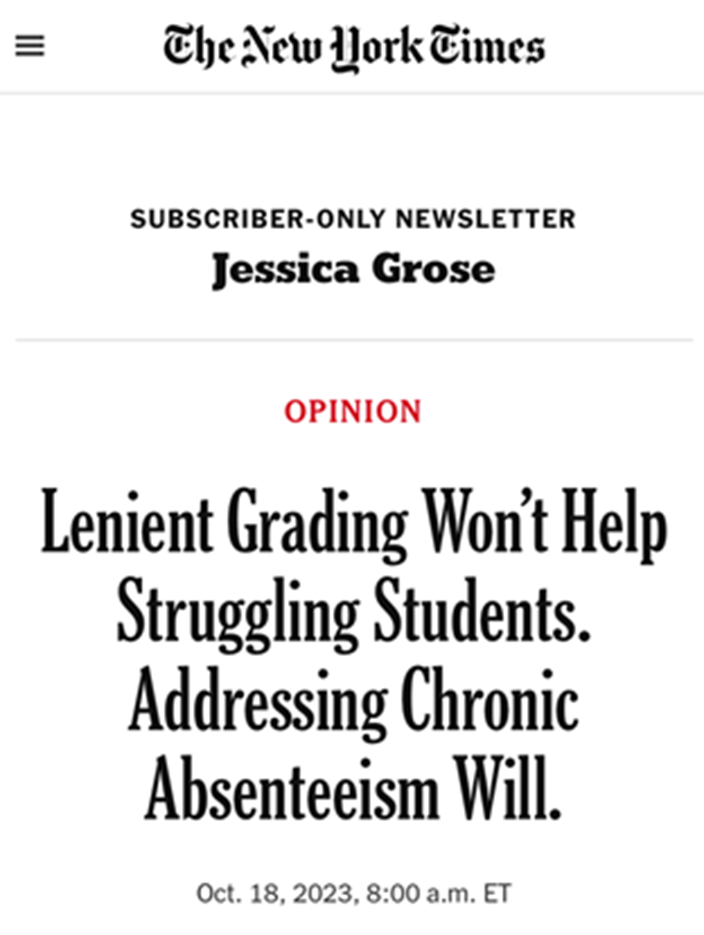 The New York Times
SUBSCRIBER-ONLY NEWSLETTER
Jessica Grose
OPINION
Lenient Grading Won’t Help
Struggling Students.
Addressing Chronic
Absenteeism Will.
Oct. 18, 2023, 8:00 a.m. ET